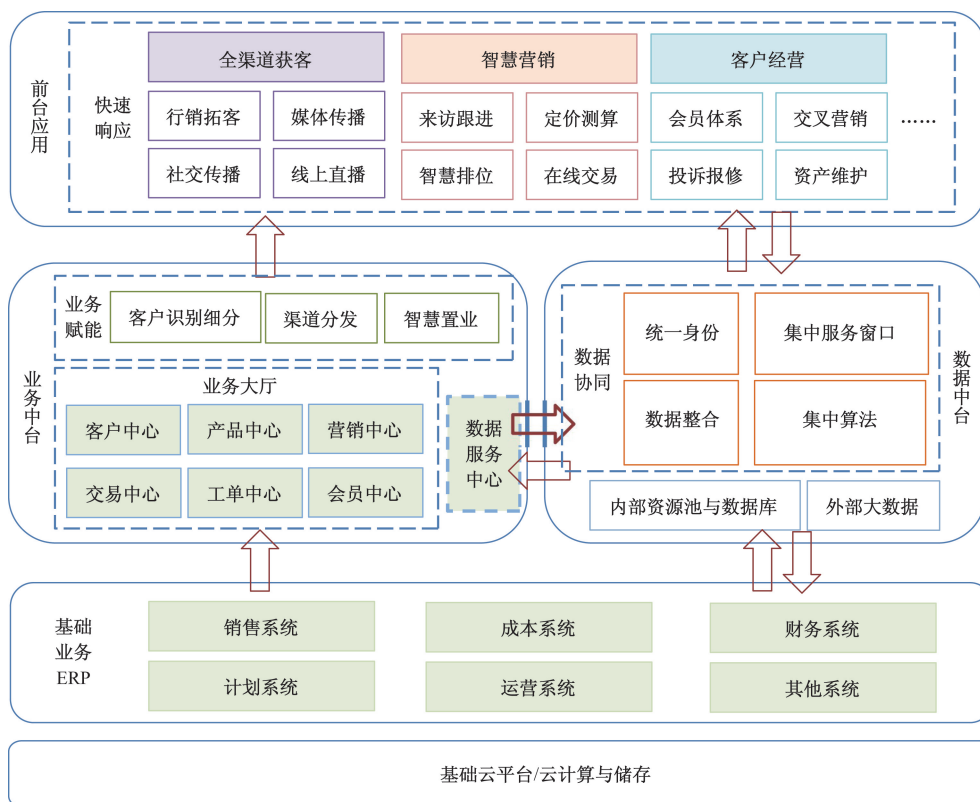 前台应用
快速
响应
全渠道获客
智慧营销
客户经营
行销拓客
媒体传播
来访跟进
定价测算
会员体系
交叉营销
……
社交传播
线上直播
智慧排位
在线交易
投诉报修
资产维护
业务中台
业务
赋能
客户识别细分
渠道分发
智慧置业
业务大厅
客户中心
产品中心
营销中心
交易中心
工单中心
会员中心
数据
服务
中心
数据
协同
统一身份
集中服务窗口
数据整合
集中算法
数据中台
内部资源池与数据库
外部大数据
基础
业务
ERP
销售系统
成本系统
财务系统
计划系统
运营系统
其他系统
基础云平台/云计算与储存